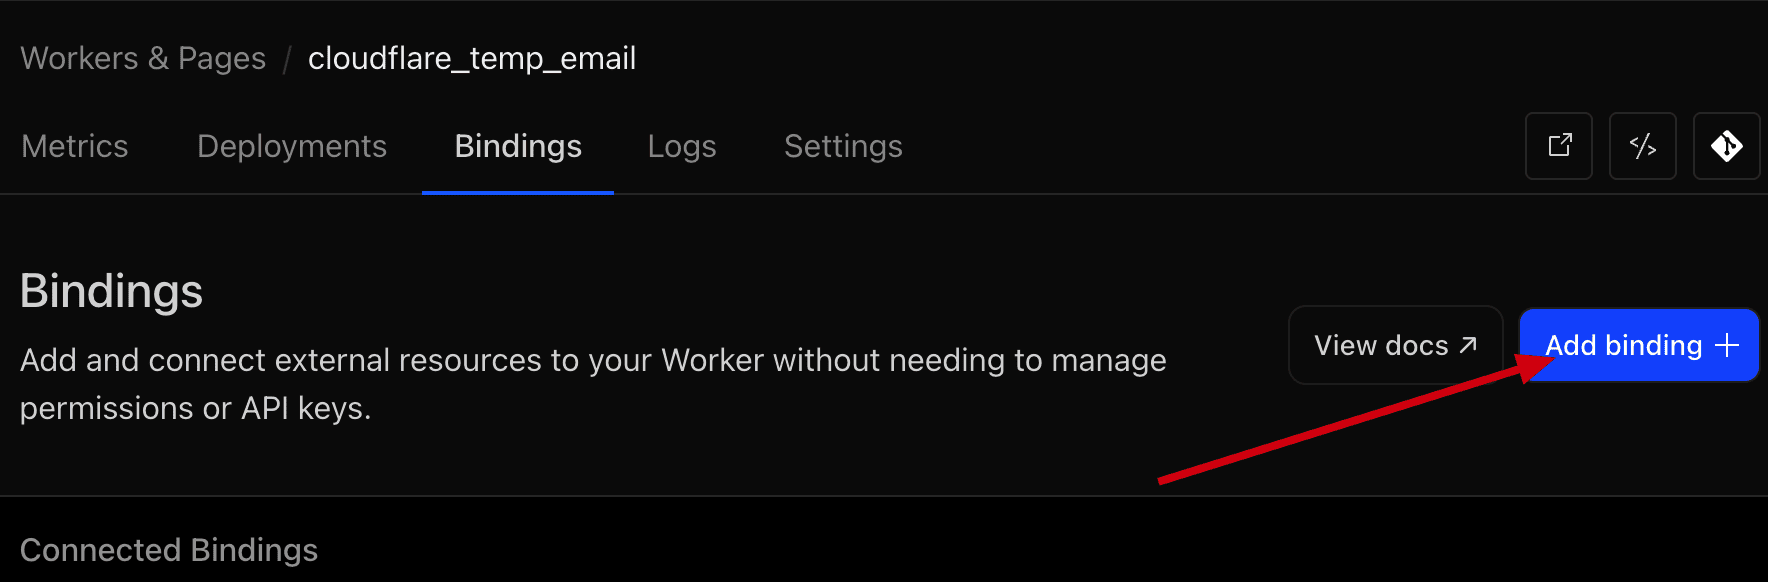 Workers & Pages / cloudflare_temp_email
Metrics Deployments Bindings Logs Settings
Bindings
Add and connect external resources to your Worker without needing to manage
permissions or API keys.
View docs ↗ Add binding +
Connected Bindings